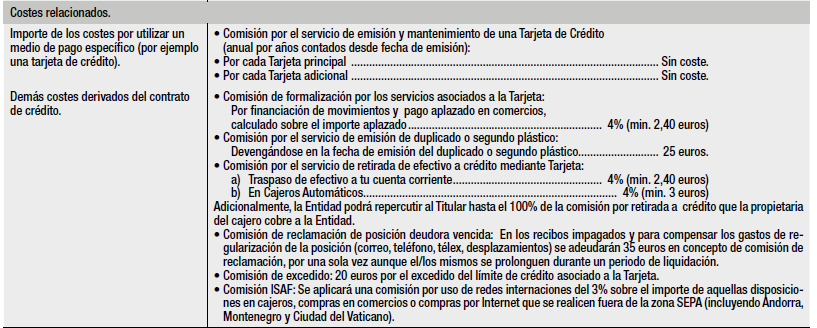 Costes relacionados.
Importe de los costes por utilizar un
medio de pago específico (por ejemplo
una tarjeta de crédito).
• Comisión por el servicio de emisión y mantenimiento de una Tarjeta de Crédito
(anual por años contados desde fecha de emisión):
• Por cada Tarjeta principal ........ Sin coste.
• Por cada Tarjeta adicional ........ Sin coste.
Demás costes derivados del contrato
de crédito.
• Comisión de formalización por los servicios asociados a la Tarjeta:
Por financiación de movimientos y pago aplazado en comercios,
calculado sobre el importe aplazado ........ 4% (min. 2,40 euros)
• Comisión por el servicio de emisión de duplicado o segundo plástico:
Devengándose en la fecha de emisión del duplicado o segundo plástico........ 25 euros.
• Comisión por el servicio de retirada de efectivo a crédito mediante Tarjeta:
a) Traspaso de efectivo a tu cuenta corriente........ 4% (min. 2,40 euros)
b) En Cajeros Automáticos........ 4% (min. 3 euros)
Adicionalmente, la Entidad podrá repercutir al Titular hasta el 100% de la comisión por retirada a crédito que la propietaria
del cajero cobre a la Entidad.
• Comisión de reclamación de posición deudora vencida: En los recibos impagados y para compensar los gastos de re-
gularización de la posición (correo, teléfono, télex, desplazamientos) se adeudarán 35 euros en concepto de comisión de
reclamación, por una sola vez aunque el/los mismos se prolonguen durante un periodo de liquidación.
• Comisión de excedido: 20 euros por el excedido del límite de crédito asociado a la Tarjeta.
• Comisión ISAF: Se aplicará una comisión por uso de redes internaciones del 3% sobre el importe de aquellas disposicio-
nes en cajeros, compras en comercios o compras por Internet que se realicen fuera de la zona SEPA (incluyendo Andorra,
Montenegro y Ciudad del Vaticano).